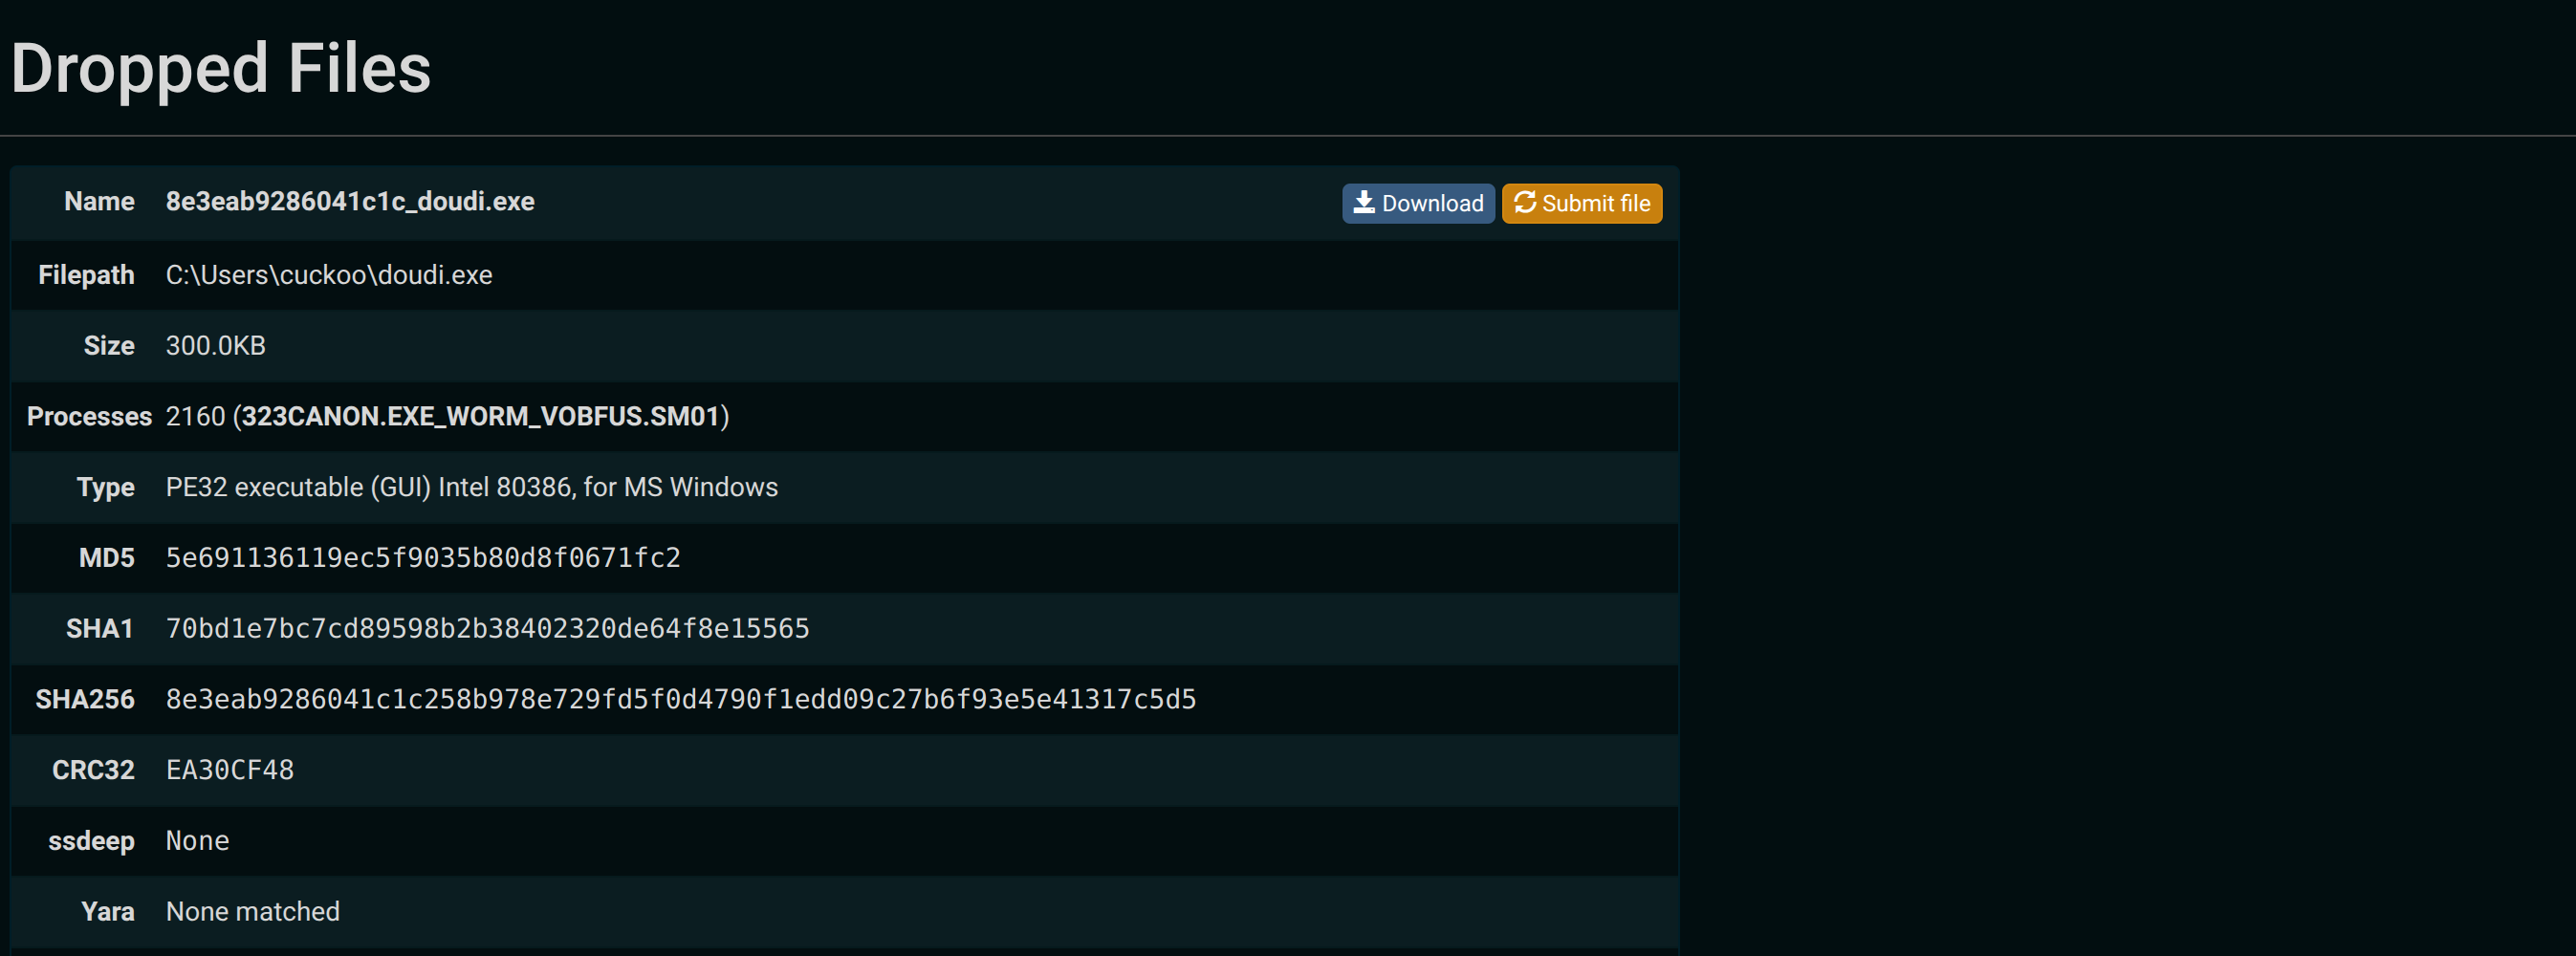 Dropped Files
Name 8e3eab9286041c1c_doudi.exe Download Submit file
Filepath C:\Users\cuckoo\doudi.exe
Size 300.0KB
Processes 2160 (323CANON.EXE_WORM_VOBFUS.SM01)
Type PE32 executable (GUI) Intel 80386, for MS Windows
MD5 5e691136119ec5f9035b80d8f0671fc2
SHA1 70bd1e7bc7cd89598b2b38402320de64f8e15565
SHA256 8e3eab9286041c1c258b978e729fd5f0d4790f1edd09c27b6f93e5e41317c5d5
CRC32 EA30CF48
ssdeep None
Yara None matched